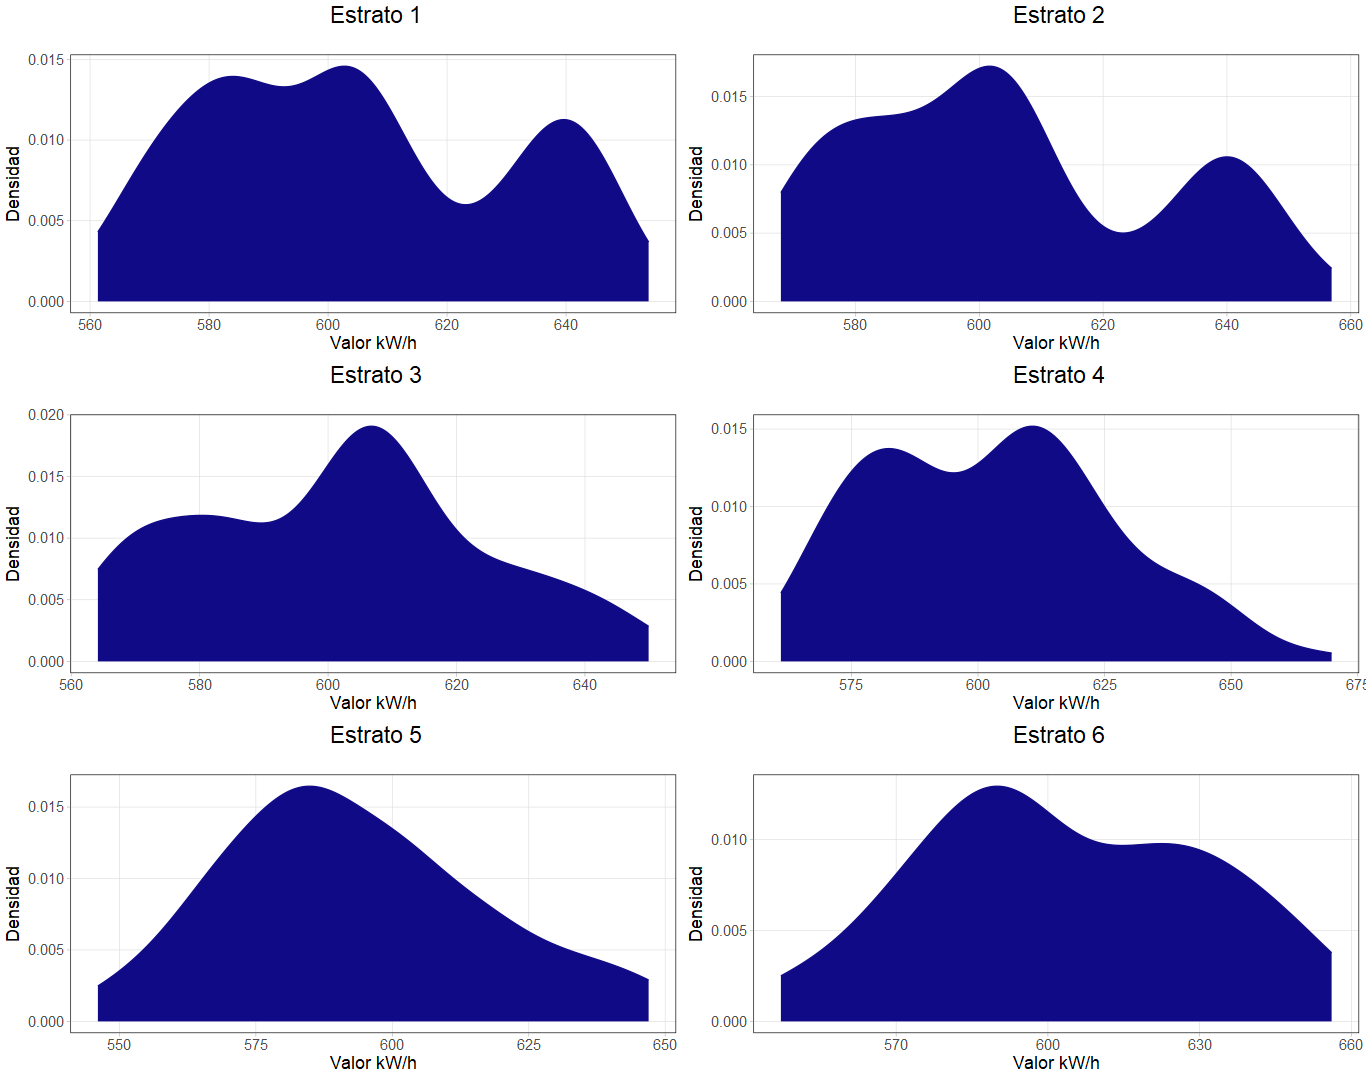 Estrato 1
0.015
0.010
0.005
0.000
Densidad
560 580 600 620 640
Valor kW/h
Estrato 2
0.015
0.010
0.005
0.000
Densidad
580 600 620 640 660
Valor kW/h
Estrato 3
0.020
0.015
0.010
0.005
0.000
Densidad
560 580 600 620 640
Valor kW/h
Estrato 4
0.015
0.010
0.005
0.000
Densidad
575 600 625 650 675
Valor kW/h
Estrato 5
0.015
0.010
0.005
0.000
Densidad
550 575 600 625 650
Valor kW/h
Estrato 6
0.010
0.005
0.000
Densidad
570 600 630 660
Valor kW/h